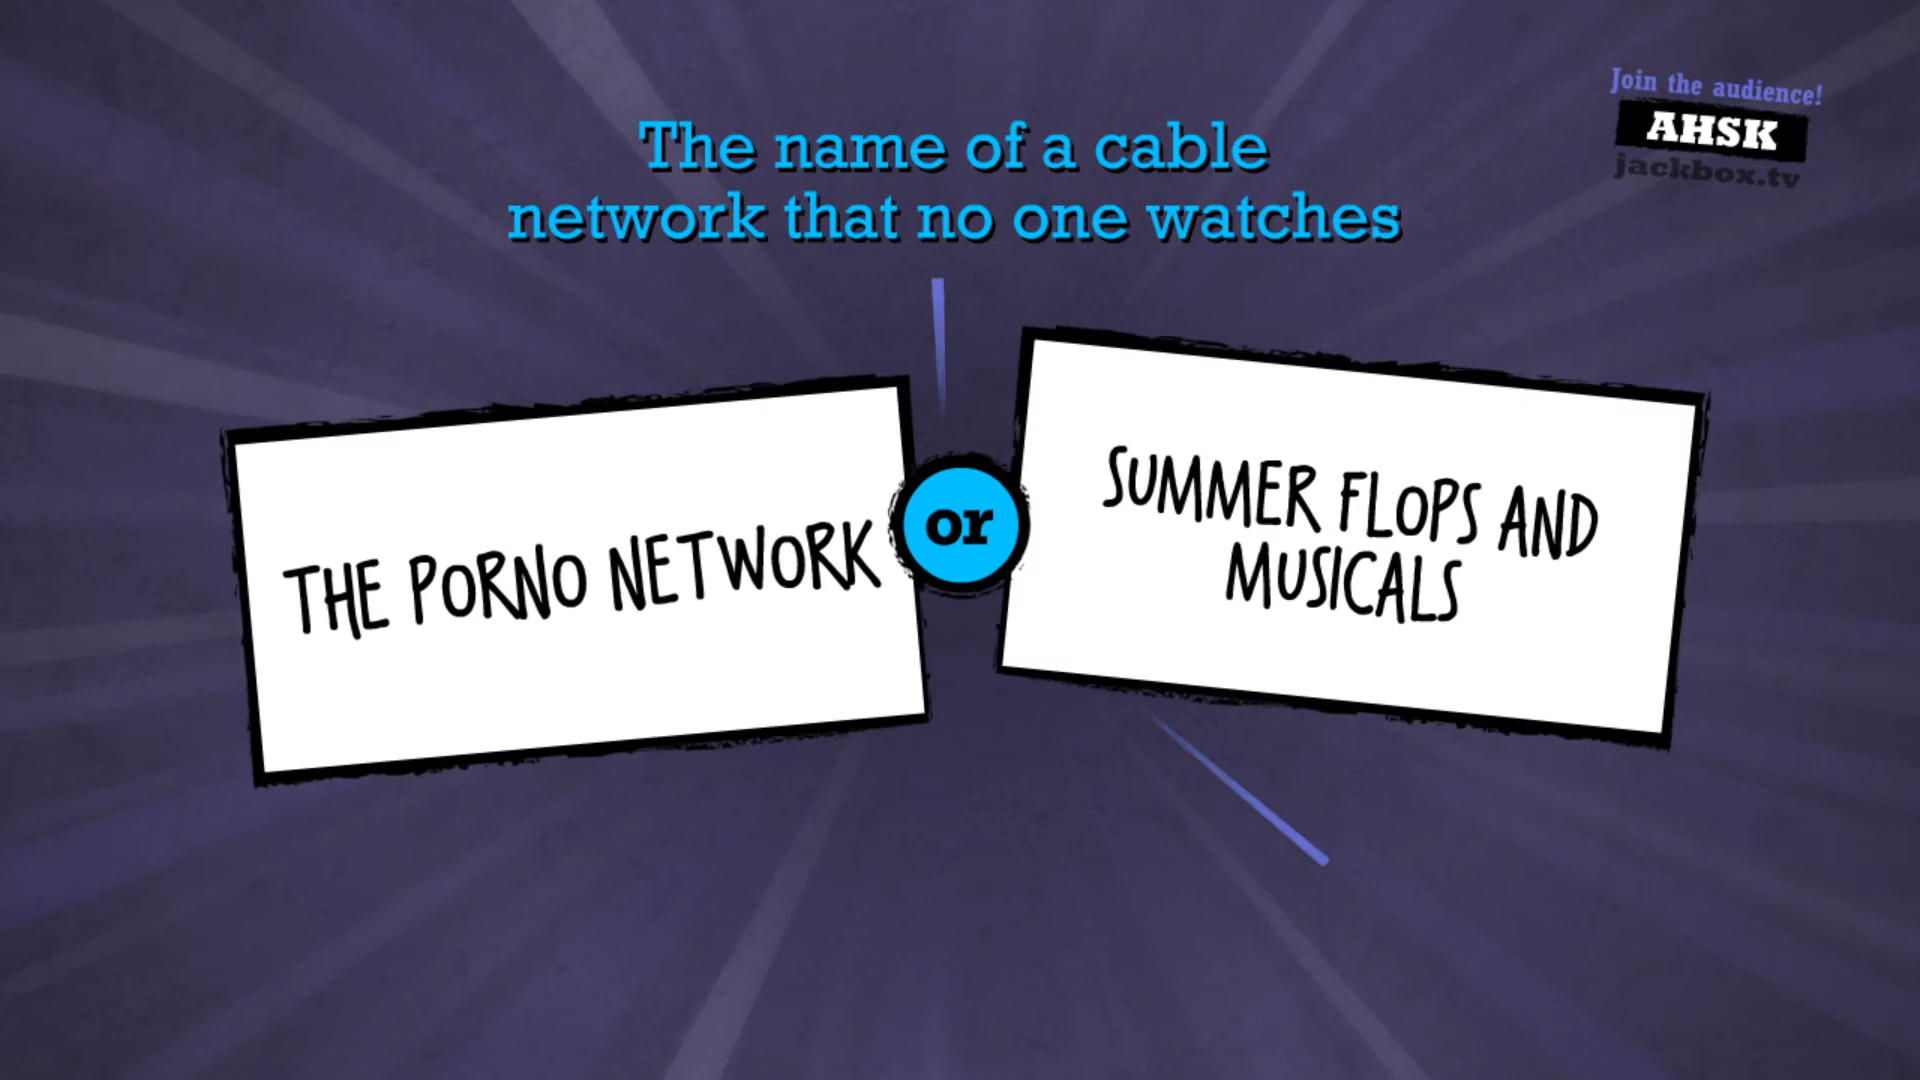 Join the audience!
AHSK
jackbox.tv
The name of a cable
network that no one watches
THE PORNO NETWORK
or
SUMMER FLOPS AND
MUSICALS